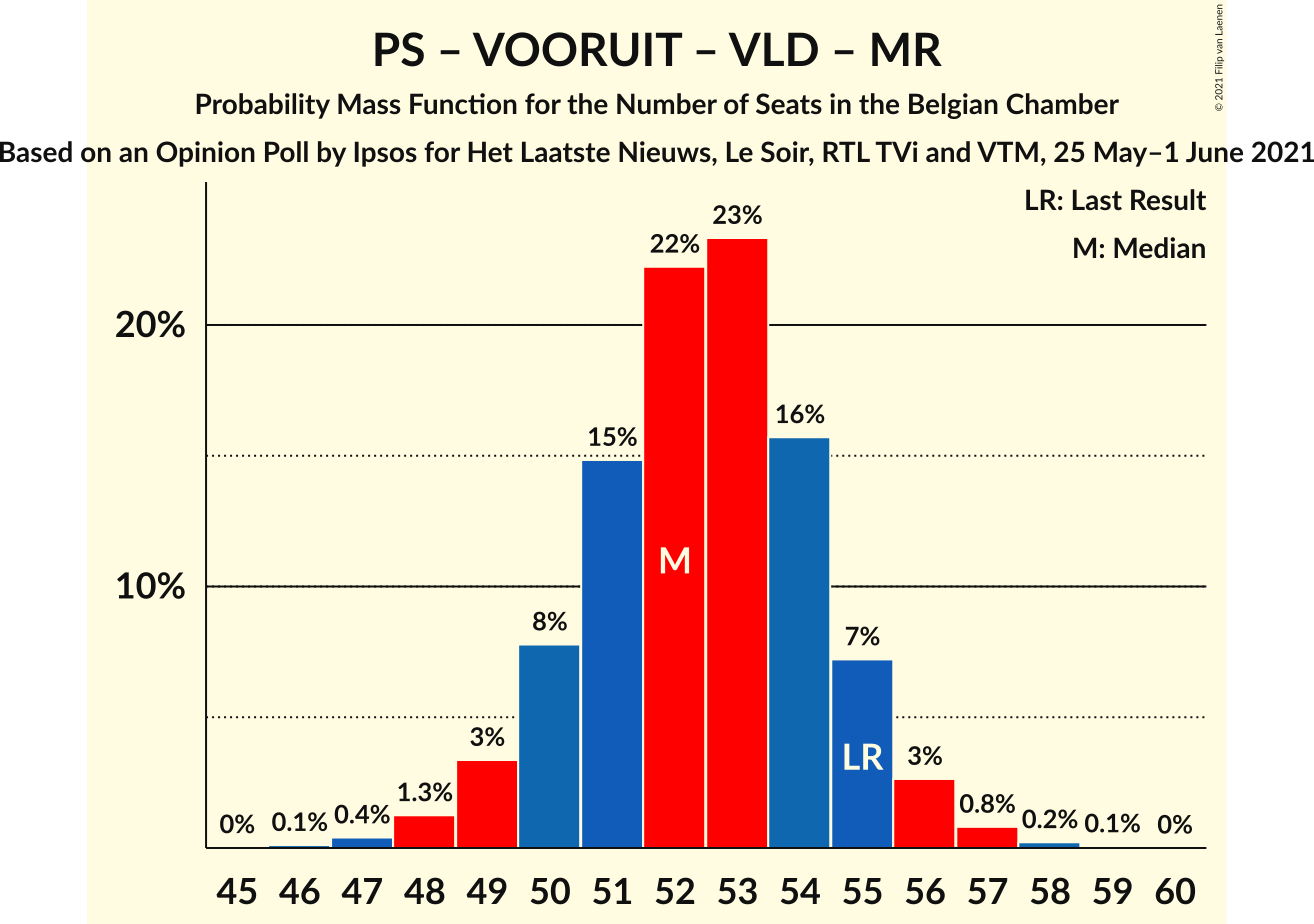 PS – VOORUIT – VLD – MR
Probability Mass Function for the Number of Seats in the Belgian Chamber
Based on an Opinion Poll by Ipsos for Het Laatste Nieuws, Le Soir, RTL TVi and VTM, 25 May–1 June 2021
© 2021 Filip van Laenen
LR: Last Result
M: Median
20%
10%
0% 0.1% 0.4% 1.3% 3% 8% 15% 22% 23% 16% 7% 3% 0.8% 0.2% 0.1% 0%
M
LR
45 46 47 48 49 50 51 52 53 54 55 56 57 58 59 60